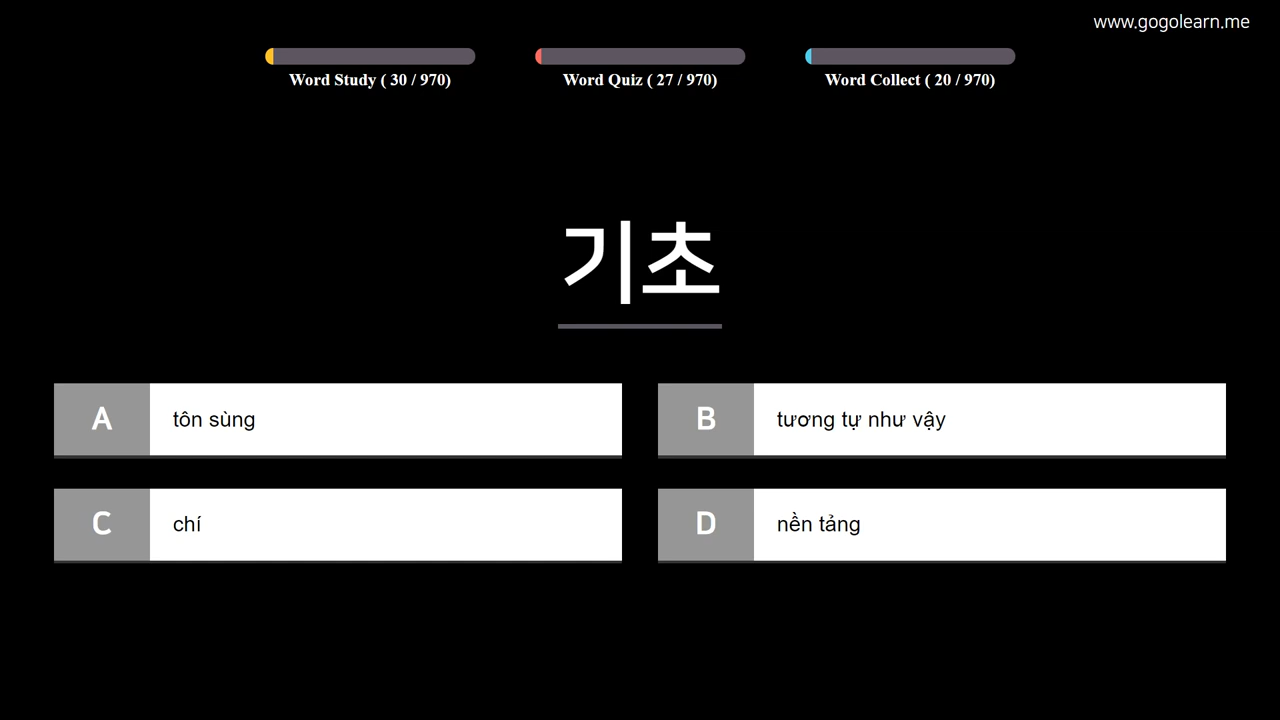 www.gogolearn.me
Word Study ( 30 / 970)
Word Quiz ( 27 / 970)
Word Collect ( 20 / 970)
기초
A tôn sùng
B tương tự như vậy
C chí
D nền tảng